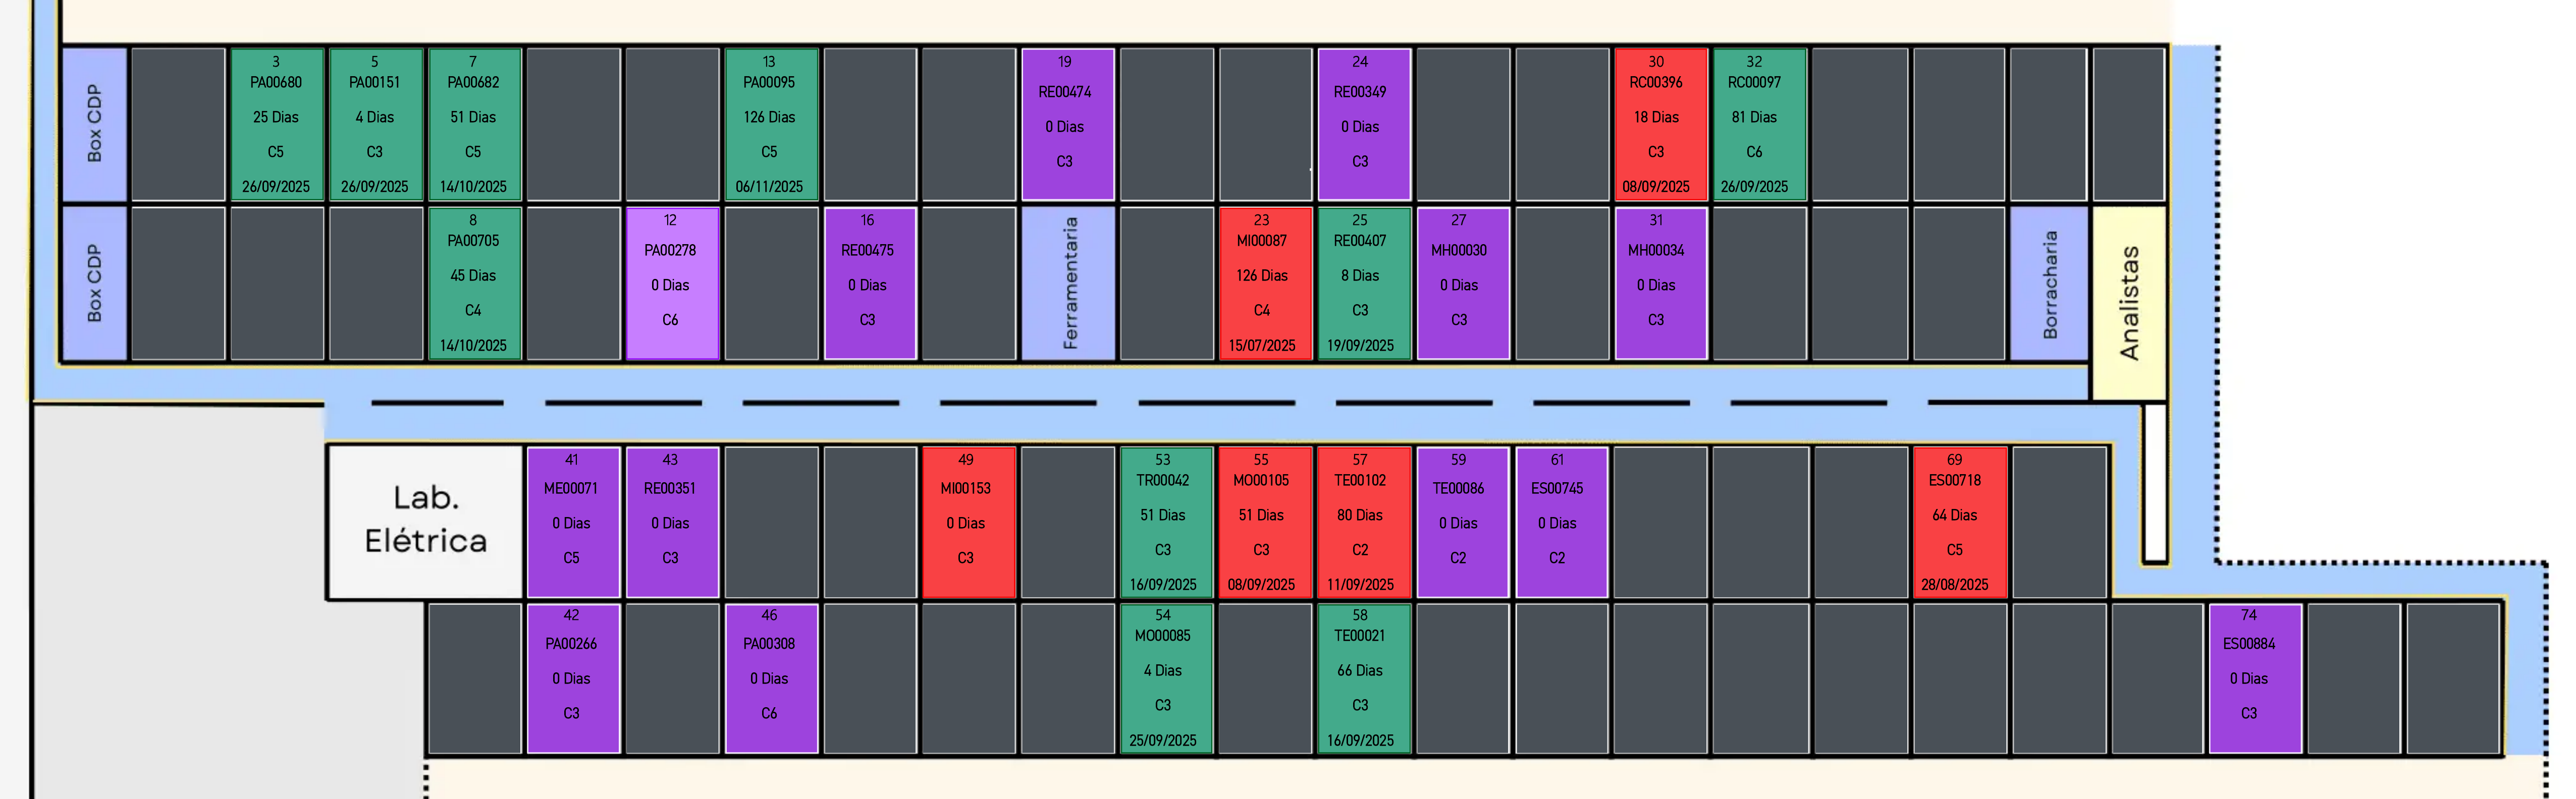 Box CDP
3
PA00680
25 Dias
C5
26/09/2025
5
PA00151
4 Dias
C3
26/09/2025
7
PA00682
51 Dias
C5
14/10/2025
13
PA00095
126 Dias
C5
06/11/2025
19
RE00474
0 Dias
C3
24
RE00349
0 Dias
C3
30
RC00396
18 Dias
C3
08/09/2025
32
RC00097
81 Dias
C6
26/09/2025
Box CDP
8
PA00705
45 Dias
C4
14/10/2025
12
PA00278
0 Dias
C6
16
RE00475
0 Dias
C3
Ferramentaria
23
MI00087
126 Dias
C4
15/07/2025
25
RE00407
8 Dias
C3
19/09/2025
27
MH00030
0 Dias
C3
31
MH00034
0 Dias
C3
Borracharia
Analistas
Lab.
Elétrica
41
ME00071
0 Dias
C5
43
RE00351
0 Dias
C3
49
MI00153
0 Dias
C3
53
TR00042
51 Dias
C3
16/09/2025
55
MO00105
51 Dias
C3
08/09/2025
57
TE00102
80 Dias
C2
11/09/2025
59
TE00086
0 Dias
C2
61
ES00745
0 Dias
C2
69
ES00718
64 Dias
C5
28/08/2025
42
PA00266
0 Dias
C3
46
PA00308
0 Dias
C6
54
MO00085
4 Dias
C3
25/09/2025
58
TE00021
66 Dias
C3
16/09/2025
74
ES00884
0 Dias
C3